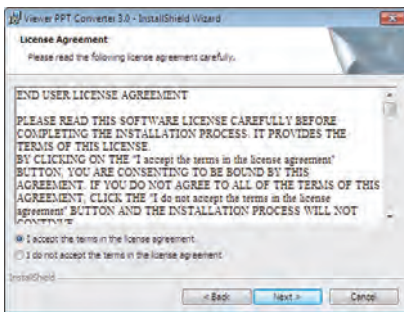 Viewer PPT Converter 3.0 - InstallShield Wizard
License Agreement
Please read the following license agreement carefully.
END USER LICENSE AGREEMENT
PLEASE READ THIS SOFTWARE LICENSE CAREFULLY BEFORE
COMPLETING THE INSTALLATION PROCESS. IT PROVIDES THE
TERMS OF THIS LICENSE.
BY CLICKING ON THE "I accept the terms in the license agreement"
BUTTON, YOU ARE CONSENTING TO BE BOUND BY THIS
AGREEMENT. IF YOU DO NOT AGREE TO ALL OF THE TERMS OF THIS
AGREEMENT, CLICK THE "I do not accept the terms in the license
agreement" BUTTON AND THE INSTALLATION PROCESS WILL NOT
CONTINUE
I accept the terms in the license agreement
I do not accept the terms in the license agreement
InstallShield
< Back
Next >
Cancel